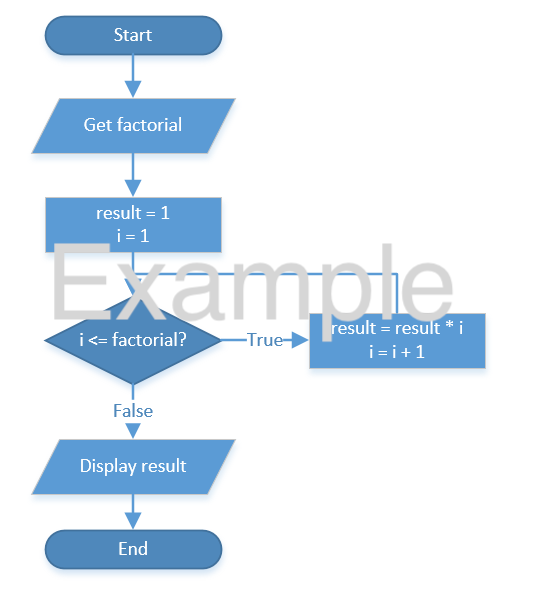 Start
Get factorial
result = 1
i = 1
Example
i <= factorial?
True
result = result * i
i = i + 1
False
Display result
End